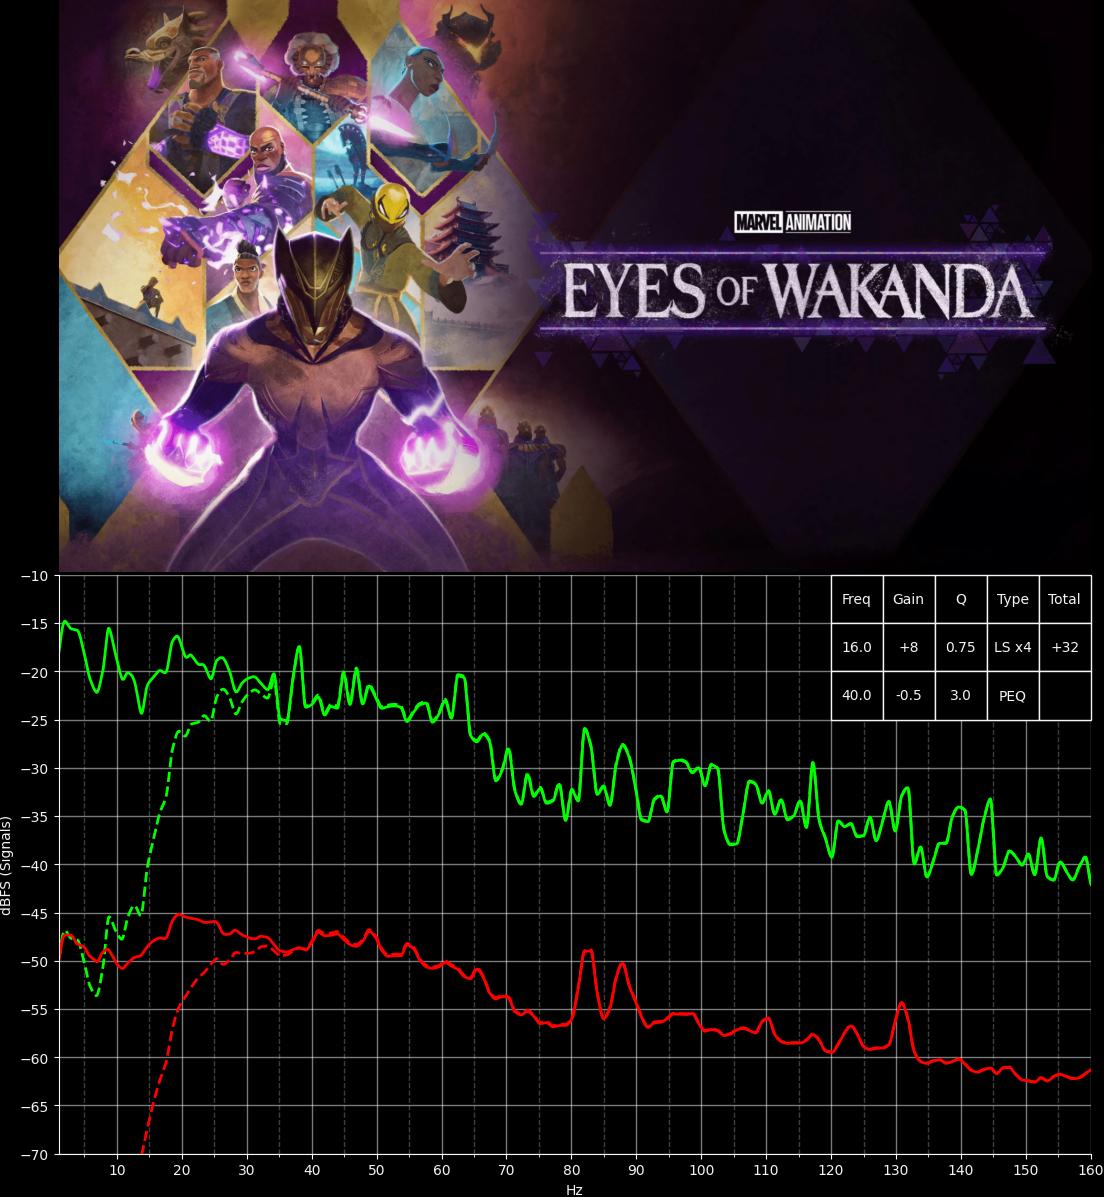 MARVEL ANIMATION
EYES OF WAKANDA
Freq Gain Q Type Total
16.0 +8 0.75 LS x4 +32
40.0 -0.5 3.0 PEQ
dBFS (Signals)
−10
−15
−20
−25
−30
−35
−40
−45
−50
−55
−60
−65
−70
10 20 30 40 50 60 70 80 90 100 110 120 130 140 150 160
Hz